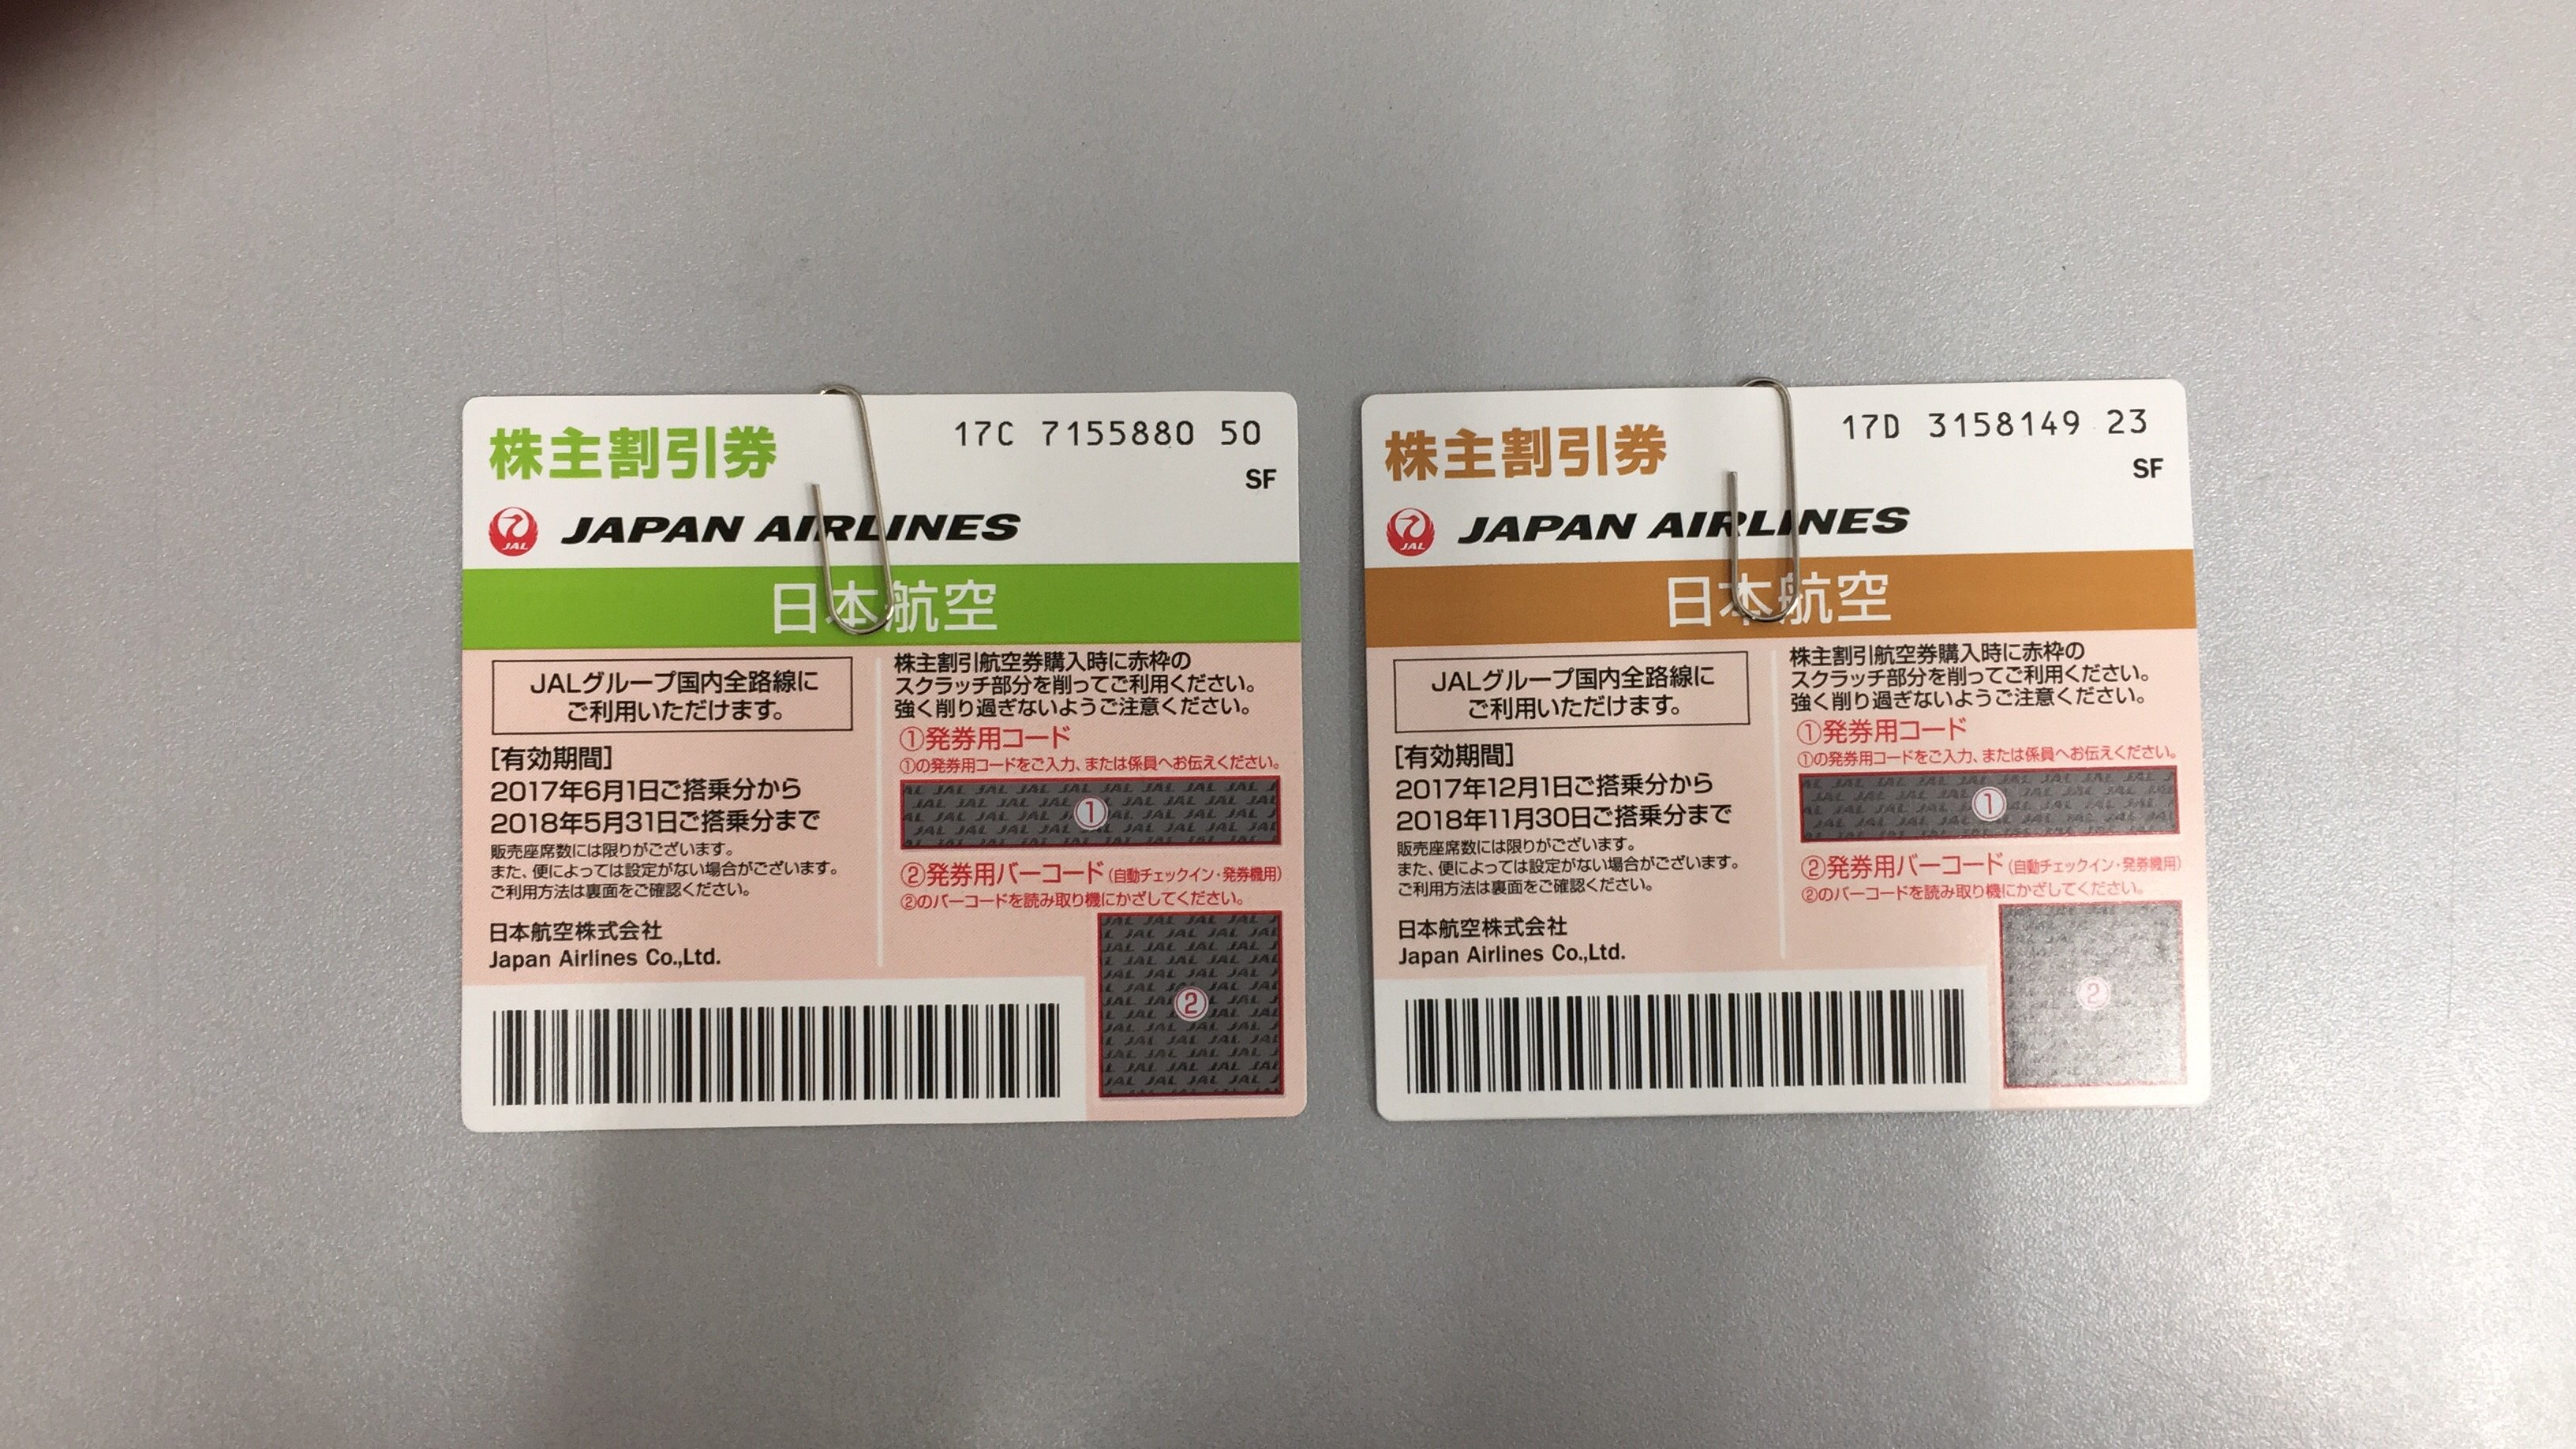 株主割引券
17C 7155880 50
SF
JAL
JAPAN AIRLINES
日本航空
JALグループ国内全路線に
ご利用いただけます。
[有効期間]
2017年6月1日ご搭乗分から
2018年5月31日ご搭乗分まで
販売座席数には限りがございます。
また、便によっては設定がない場合がございます。
ご利用方法は裏面をご確認ください。
日本航空株式会社
Japan Airlines Co.,Ltd.
株主割引航空券購入時に赤枠の
スクラッチ部分を削ってご利用ください。
強く削り過ぎないようご注意ください。
①発券用コード
①の発券用コードをご入力、または係員へお伝えください。
①
②発券用バーコード(自動チェックイン・発券機用)
②のバーコードを読み取り機にかざしてください。
②
株主割引券
17D 3158149 23
SF
JAL
JAPAN AIRLINES
日本航空
JALグループ国内全路線に
ご利用いただけます。
[有効期間]
2017年12月1日ご搭乗分から
2018年11月30日ご搭乗分まで
販売座席数には限りがございます。
また、便によっては設定がない場合がございます。
ご利用方法は裏面をご確認ください。
日本航空株式会社
Japan Airlines Co.,Ltd.
株主割引航空券購入時に赤枠の
スクラッチ部分を削ってご利用ください。
強く削り過ぎないようご注意ください。
①発券用コード
①の発券用コードをご入力、または係員へお伝えください。
①
②発券用バーコード(自動チェックイン・発券機用)
②のバーコードを読み取り機にかざしてください。
②